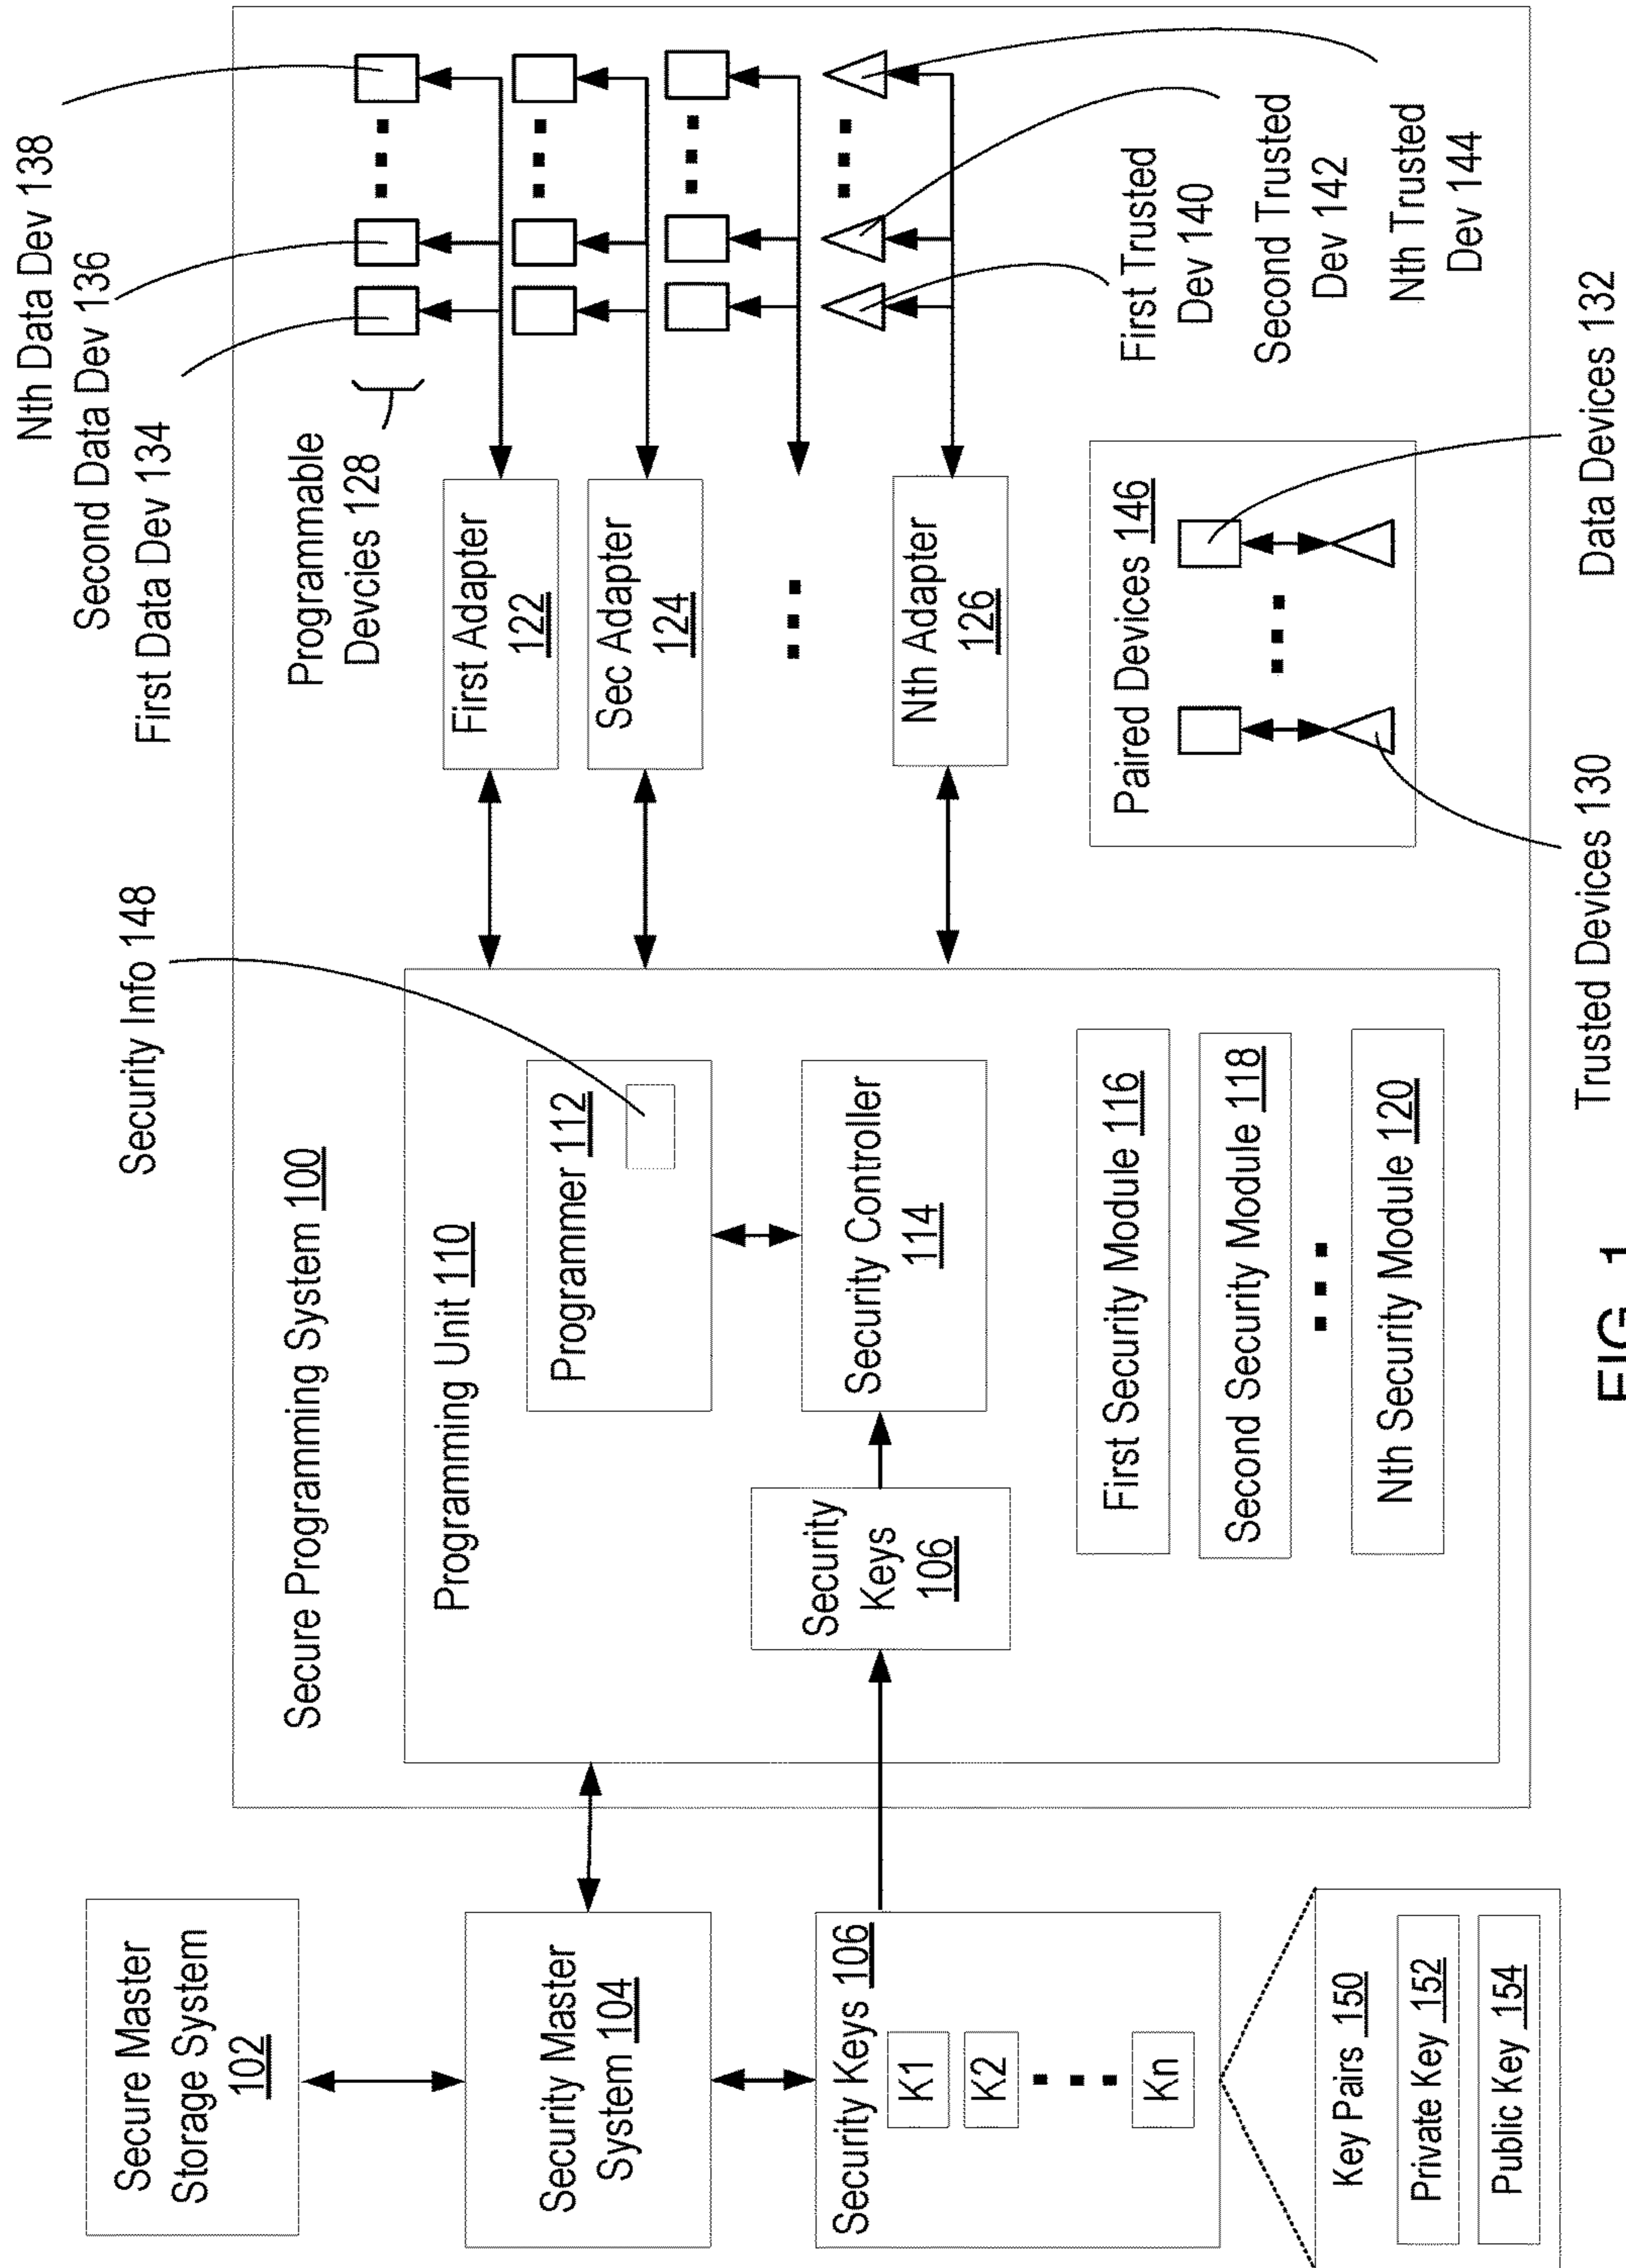 Secure Master
Storage System
102
Security Master
System 104
Security Keys 106
K1
K2
Kn
Key Pairs 150
Private Key 152
Public Key 154
Secure Programming System 100
Programming Unit 110
Security
Keys
106
Programmer 112
Security Info 148
Security Controller
114
First Security Module 116
Second Security Module 118
Nth Security Module 120
Nth Data Dev 138
Second Data Dev 136
First Data Dev 134
Programmable
Devcies 128
First Adapter
122
Sec Adapter
124
Nth Adapter
126
First Trusted
Dev 140
Second Trusted
Dev 142
Nth Trusted
Dev 144
Paired Devices 146
Trusted Devices 130
Data Devices 132
FIG. 1